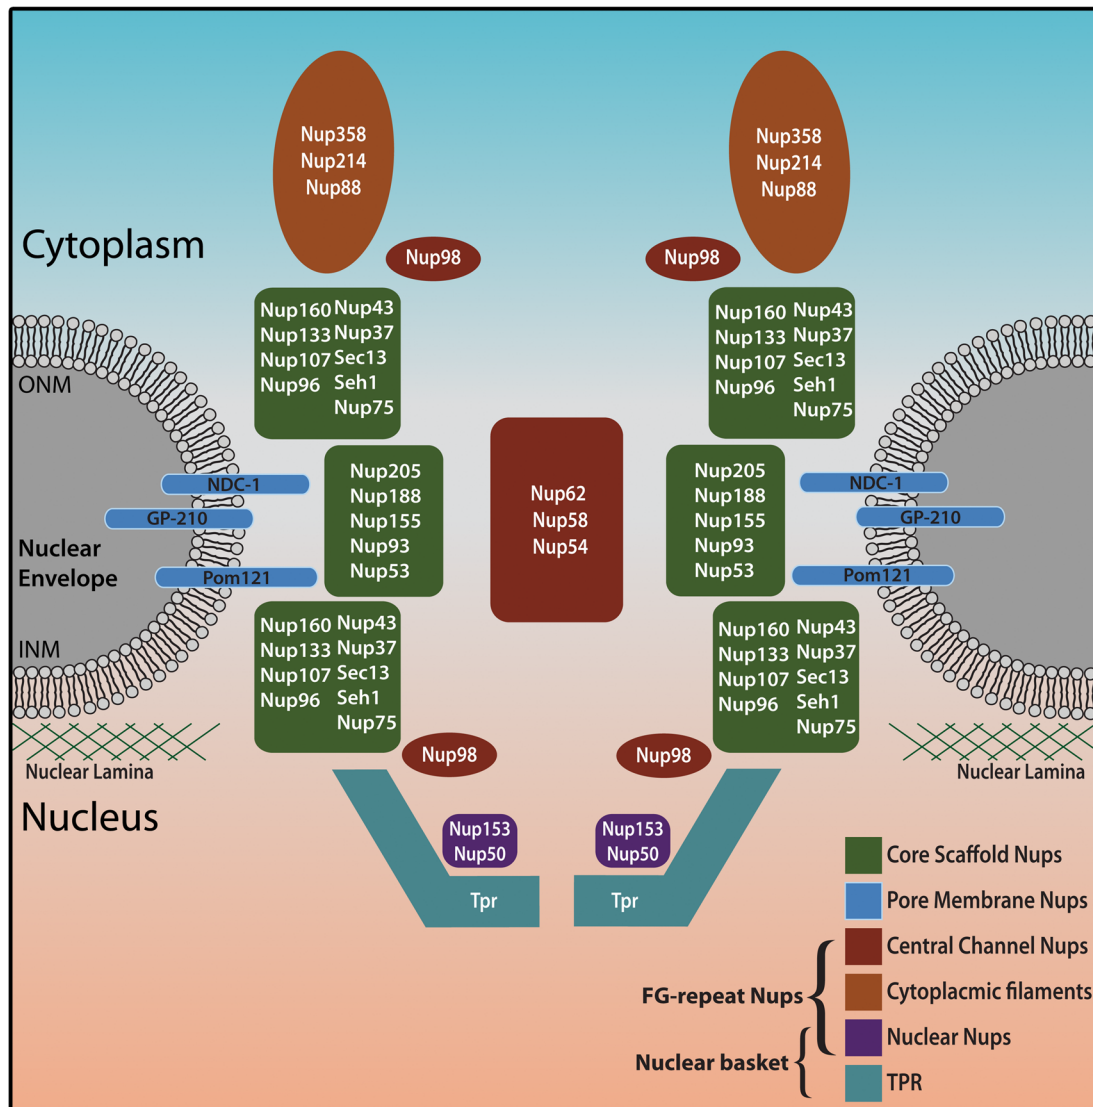 Nup358
Nup214
Nup88
Nup358
Nup214
Nup88
Cytoplasm
Nup98
Nup98
Nup160 Nup43
Nup133 Nup37
Nup107 Sec13
Nup96 Seh1
Nup75
Nup160 Nup43
Nup133 Nup37
Nup107 Sec13
Nup96 Seh1
Nup75
ONM
NDC-1
GP-210
Nuclear
Envelope
Pom121
INM
Nup205
Nup188
Nup155
Nup93
Nup53
Nup62
Nup58
Nup54
Nup205
Nup188
Nup155
Nup93
Nup53
NDC-1
GP-210
Pom121
Nup160 Nup43
Nup133 Nup37
Nup107 Sec13
Nup96 Seh1
Nup75
Nup160 Nup43
Nup133 Nup37
Nup107 Sec13
Nup96 Seh1
Nup75
Nuclear Lamina
Nup98
Nup98
Nuclear Lamina
Nucleus
Nup153
Nup50
Nup153
Nup50
Tpr
Tpr
Core Scaffold Nups
Pore Membrane Nups
Central Channel Nups
Cytoplacmic filaments
Nuclear Nups
TPR
FG-repeat Nups
Nuclear basket